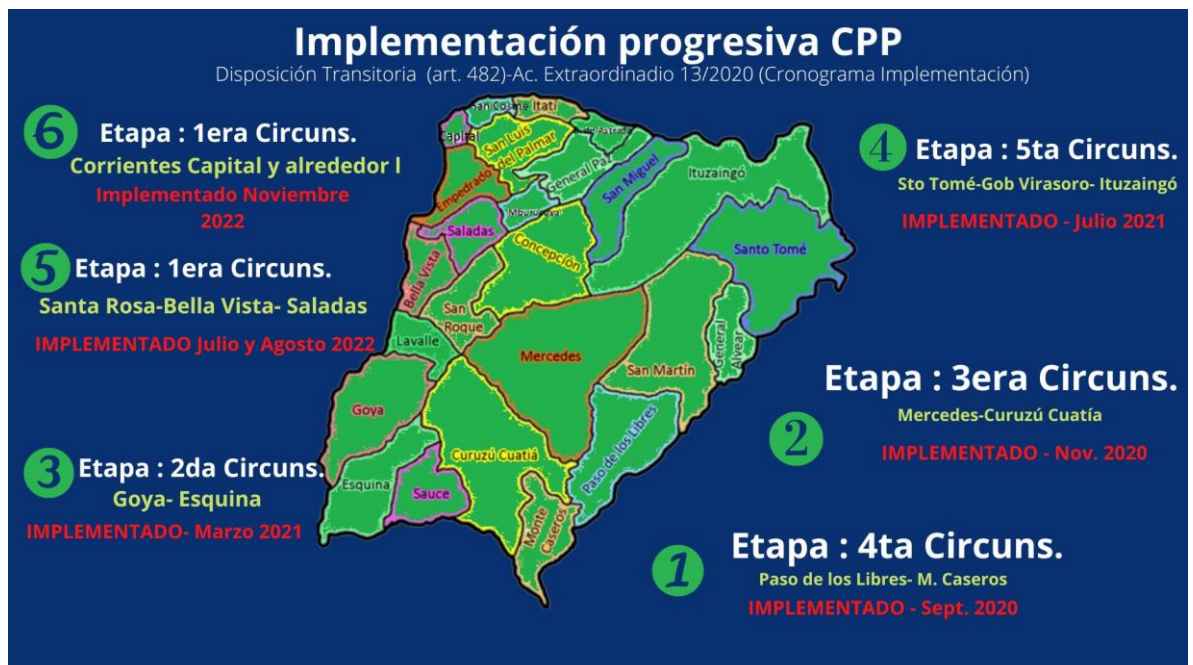 Implementación progresiva CPP
Disposición Transitoria (art. 482)-Ac. Extraordinadio 13/2020 (Cronograma Implementación)
6
Etapa : 1era Circuns.
Corrientes Capital y alrededor l
Implementado Noviembre
2022
5
Etapa : 1era Circuns.
Santa Rosa-Bella Vista- Saladas
IMPLEMENTADO Julio y Agosto 2022
3
Etapa : 2da Circuns.
Goya- Esquina
IMPLEMENTADO- Marzo 2021
4
Etapa : 5ta Circuns.
Sto Tomé-Gob Virasoro- Ituzaingó
IMPLEMENTADO - Julio 2021
2
Etapa : 3era Circuns.
Mercedes-Curuzú Cuatía
IMPLEMENTADO - Nov. 2020
1
Etapa : 4ta Circuns.
Paso de los Libres- M. Caseros
IMPLEMENTADO - Sept. 2020
San Cosme
Itatí
Capital
San Luis
del Palmar
General Paz
San Miguel
Ituzaingó
Empedrado
Saladas
Concepción
Santo Tomé
Bella Vista
San
Roque
Lavalle
Mercedes
San Martín
General
Alvear
Goya
Paso de los Libres
Curuzú Cuatiá
Esquina
Sauce
Monte
Caseros